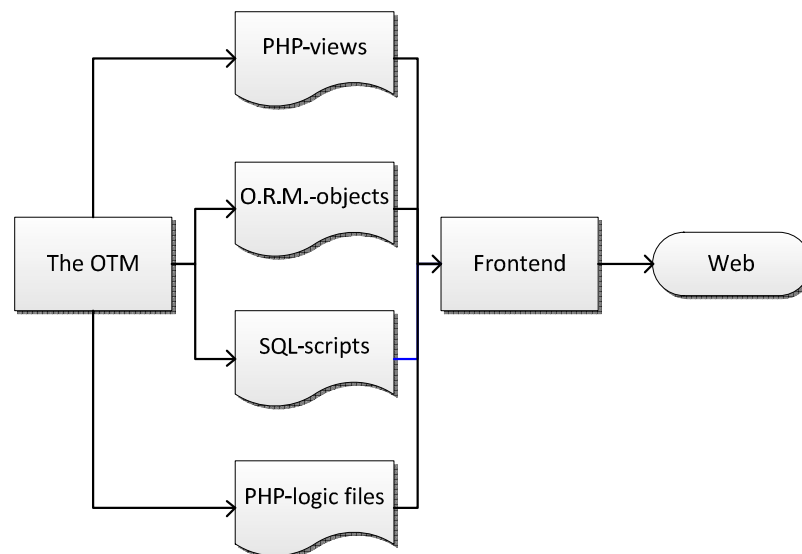 PHP-views
O.R.M.-objects
The OTM
Frontend
Web
SQL-scripts
PHP-logic files